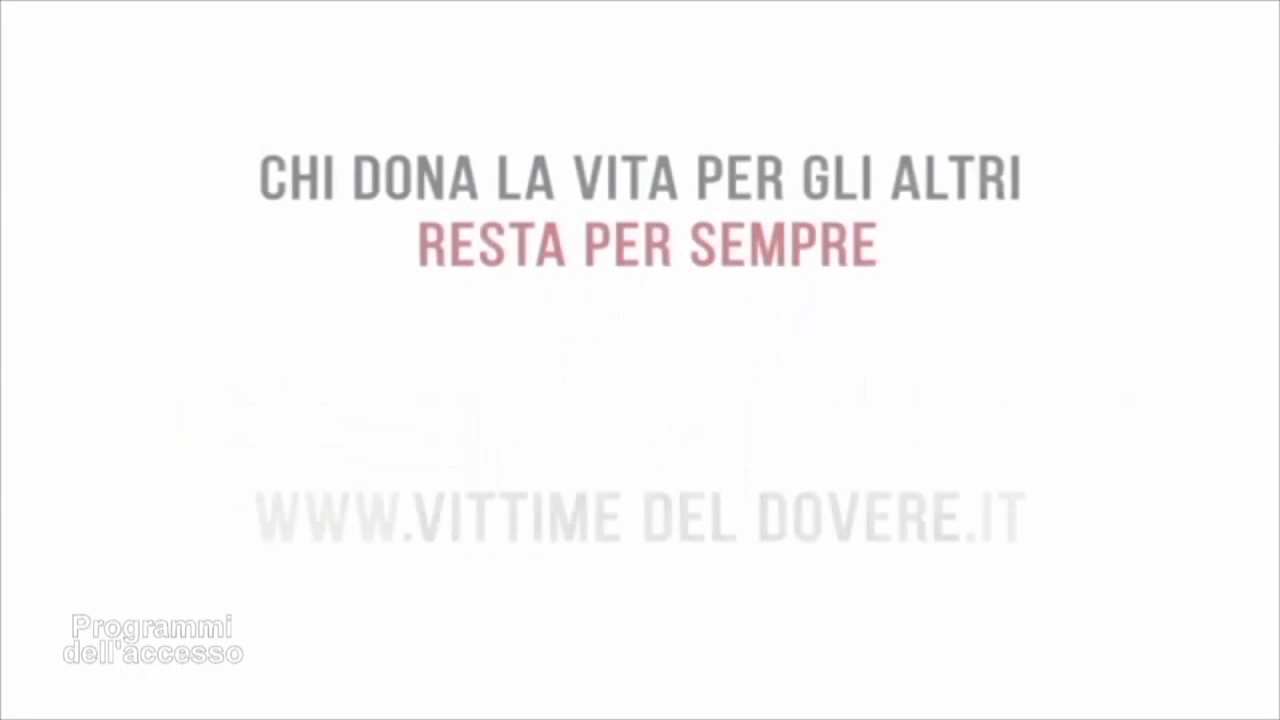 CHI DONA LA VITA PER GLI ALTRI
RESTA PER SEMPRE
WWW.VITTIME DEL DOVERE.IT
Programmi
dell'accesso